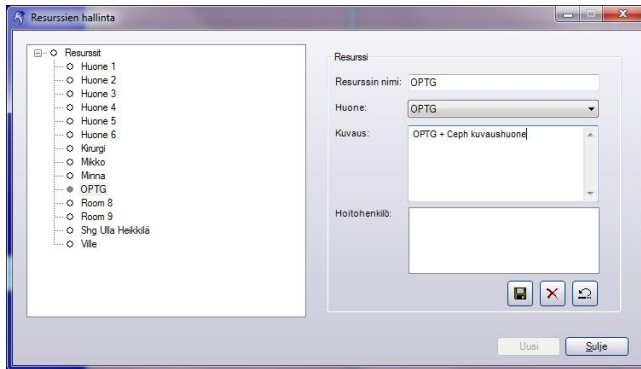 Resurssien hallinta
Resurssit
Huone 1
Huone 2
Huone 3
Huone 4
Huone 5
Huone 6
Kirurgi
Mikko
Minna
OPTG
Room 8
Room 9
Shg Ulla Heikkilä
Ville
Resurssi
Resurssin nimi: OPTG
Huone: OPTG
Kuvaus: OPTG + Ceph kuvaushuone
Hoitohenkilö:
Uusi Sulje